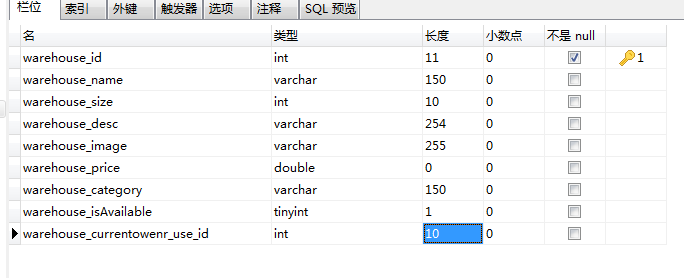 栏位 索引 外键 触发器 选项 注释 SQL 预览
名 类型 长度 小数点 不是 null
warehouse_id int 11 0 1
warehouse_name varchar 150 0
warehouse_size int 10 0
warehouse_desc varchar 254 0
warehouse_image varchar 255 0
warehouse_price double 0 0
warehouse_category varchar 150 0
warehouse_isAvailable tinyint 1 0
warehouse_currentowenr_use_id int 10 0